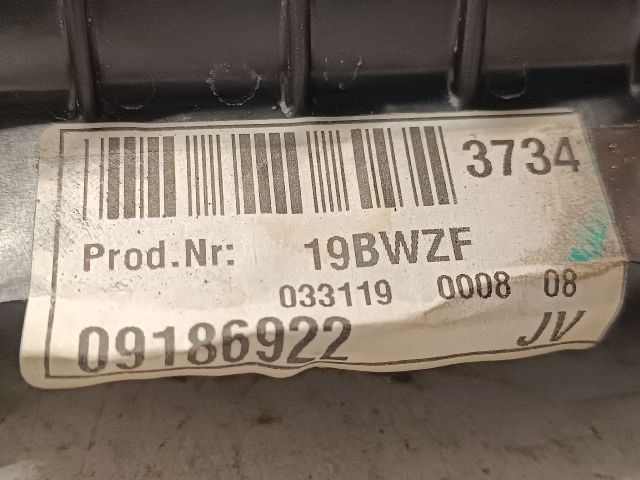 3734
Prod.Nr: 19BWZF
033119 0008 08
09186922 JV